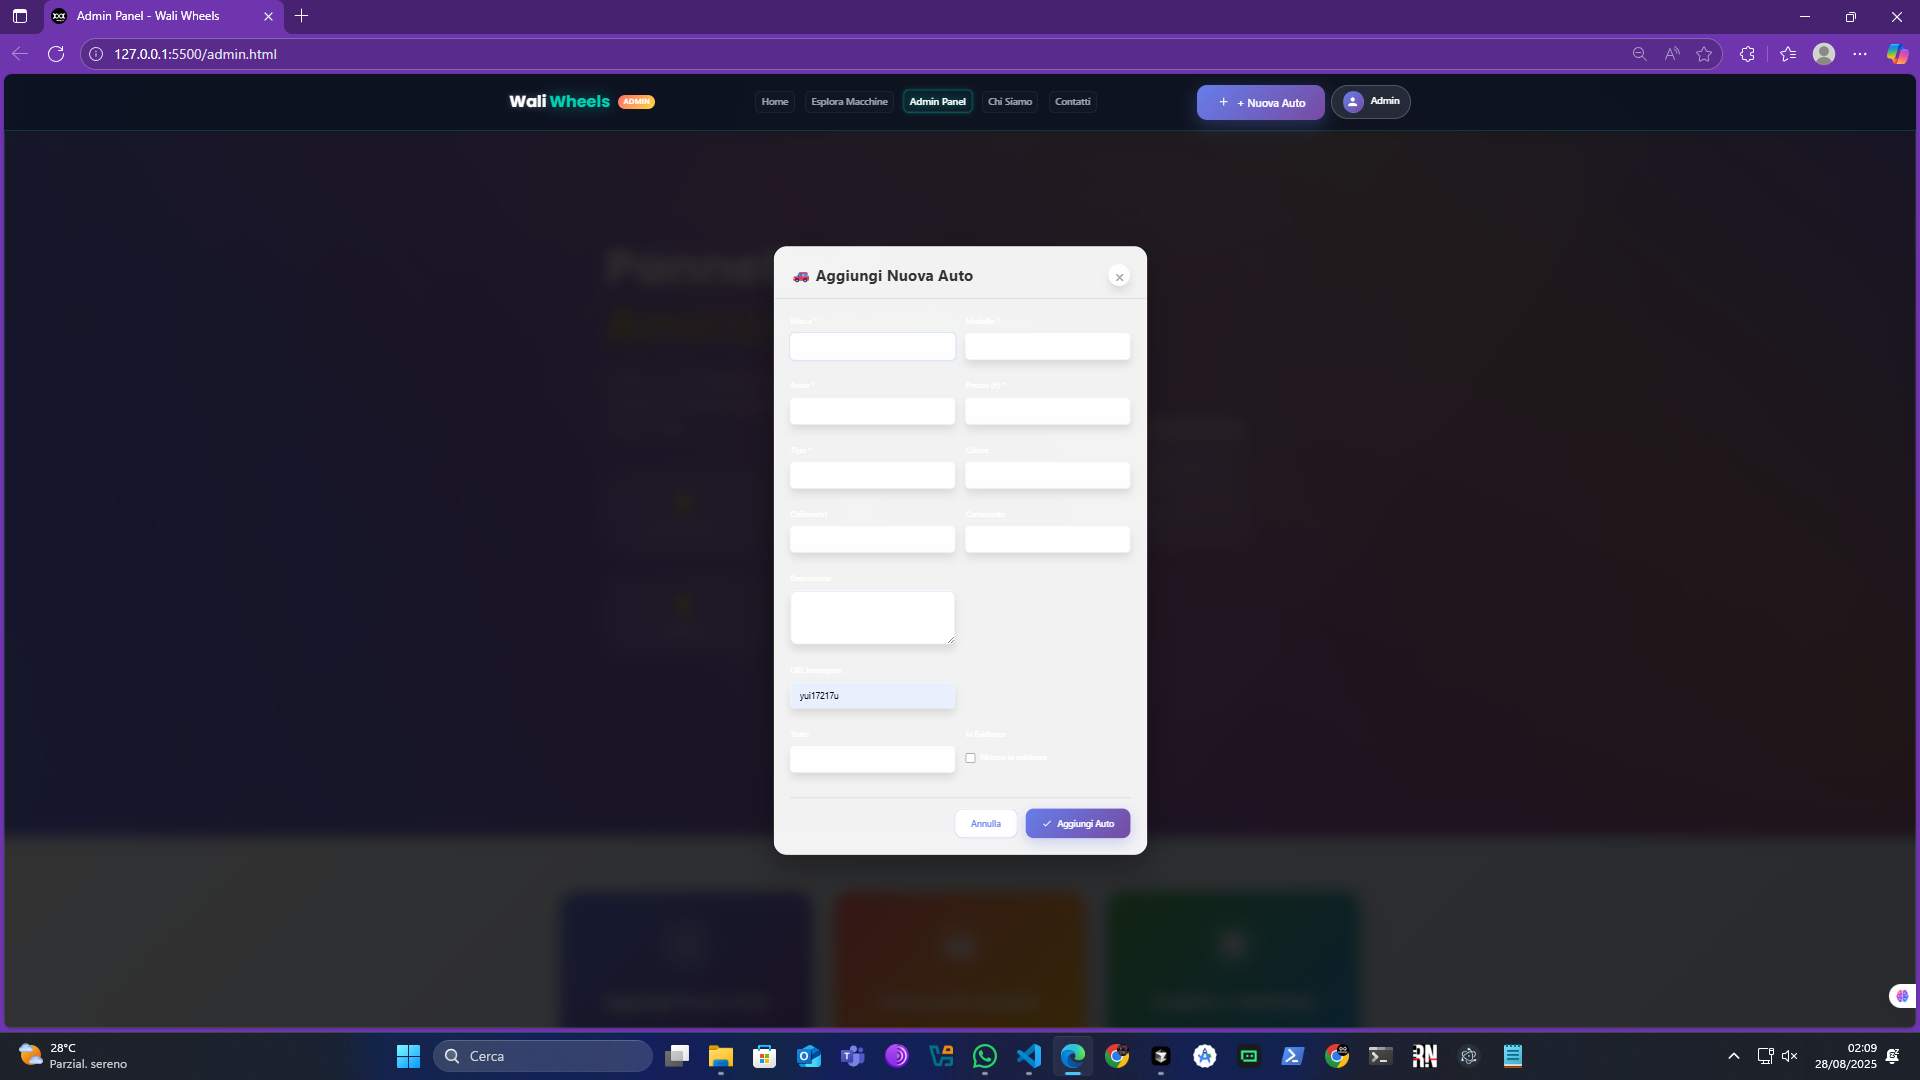 Admin Panel - Wali Wheels
127.0.0.1:5500/admin.html
Wali Wheels ADMIN
Home
Esplora Macchine
Admin Panel
Chi Siamo
Contatti
+ + Nuova Auto
Admin
Aggiungi Nuova Auto
Marca *
Modello *
Anno *
Prezzo (€) *
Tipo *
Colore
Chilometri
Carburante
Descrizione
URL Immagine
yui17217u
Stato
In Evidenza
Mostra in evidenza
Annulla
Aggiungi Auto
28°C
Parzial. sereno
Cerca
02:09
28/08/2025